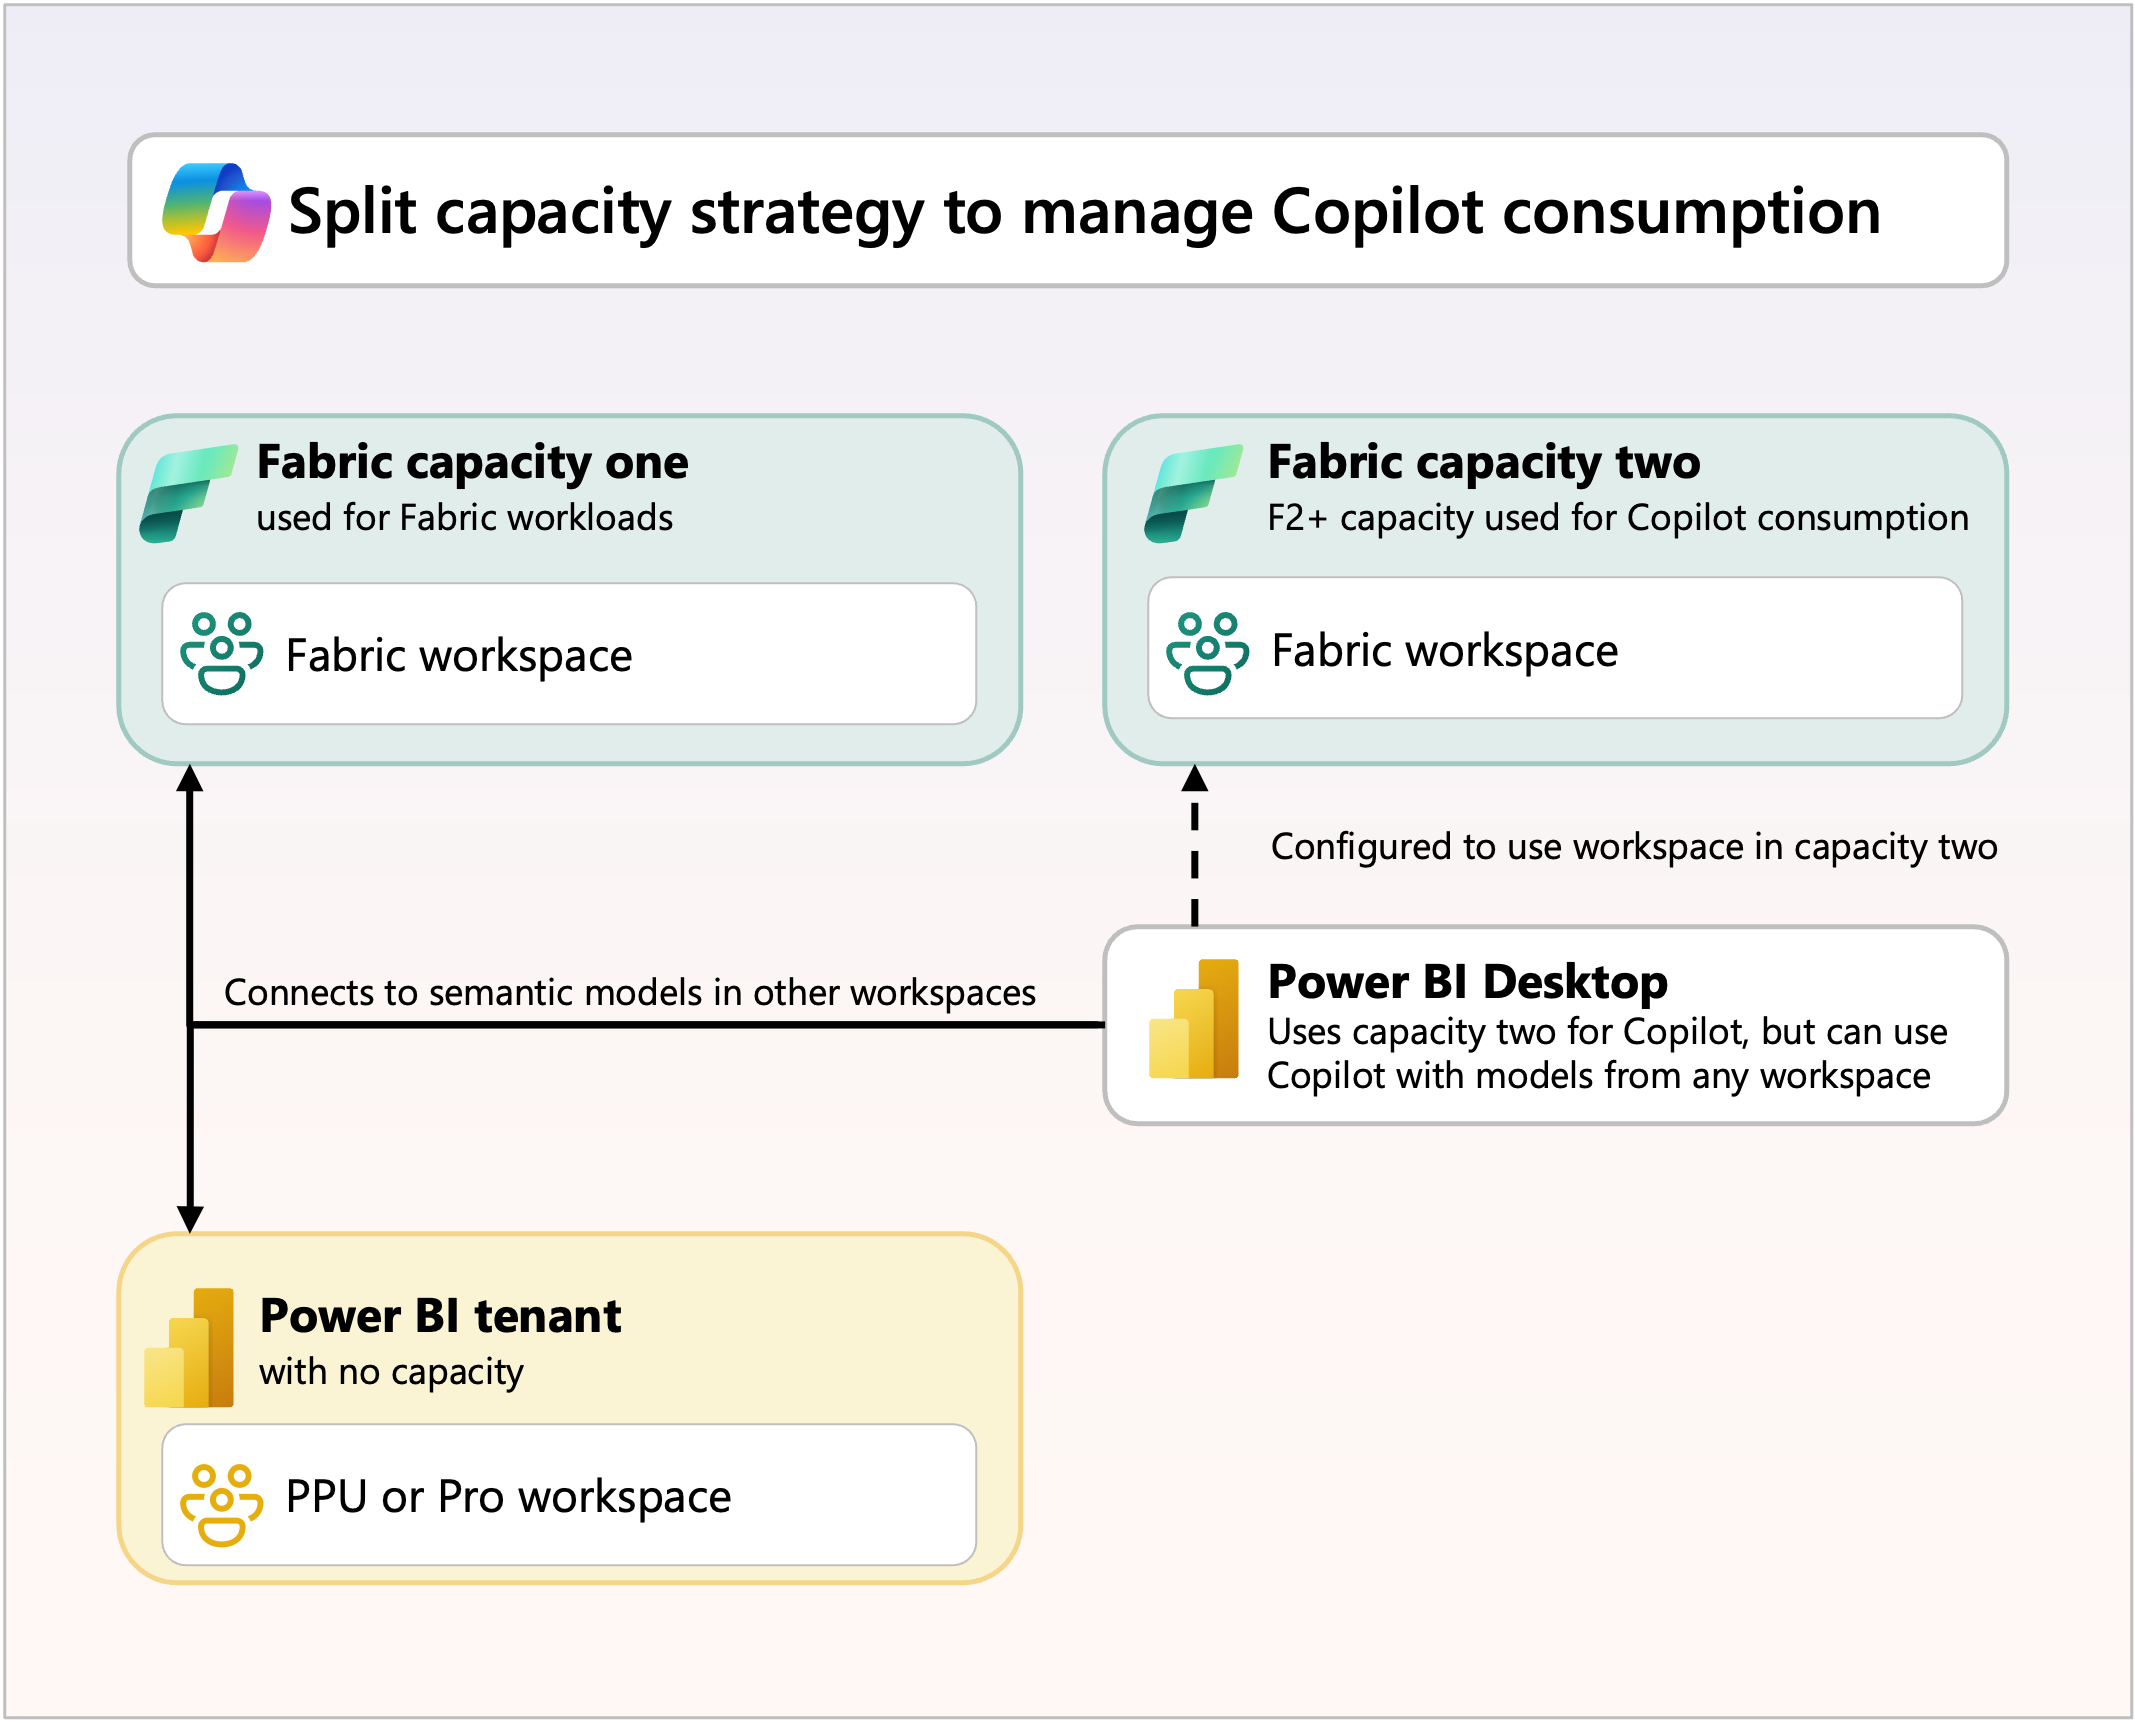 Split capacity strategy to manage Copilot consumption
Fabric capacity one
used for Fabric workloads
Fabric workspace
Fabric capacity two
F2+ capacity used for Copilot consumption
Fabric workspace
Configured to use workspace in capacity two
Connects to semantic models in other workspaces
Power BI Desktop
Uses capacity two for Copilot, but can use
Copilot with models from any workspace
Power BI tenant
with no capacity
PPU or Pro workspace